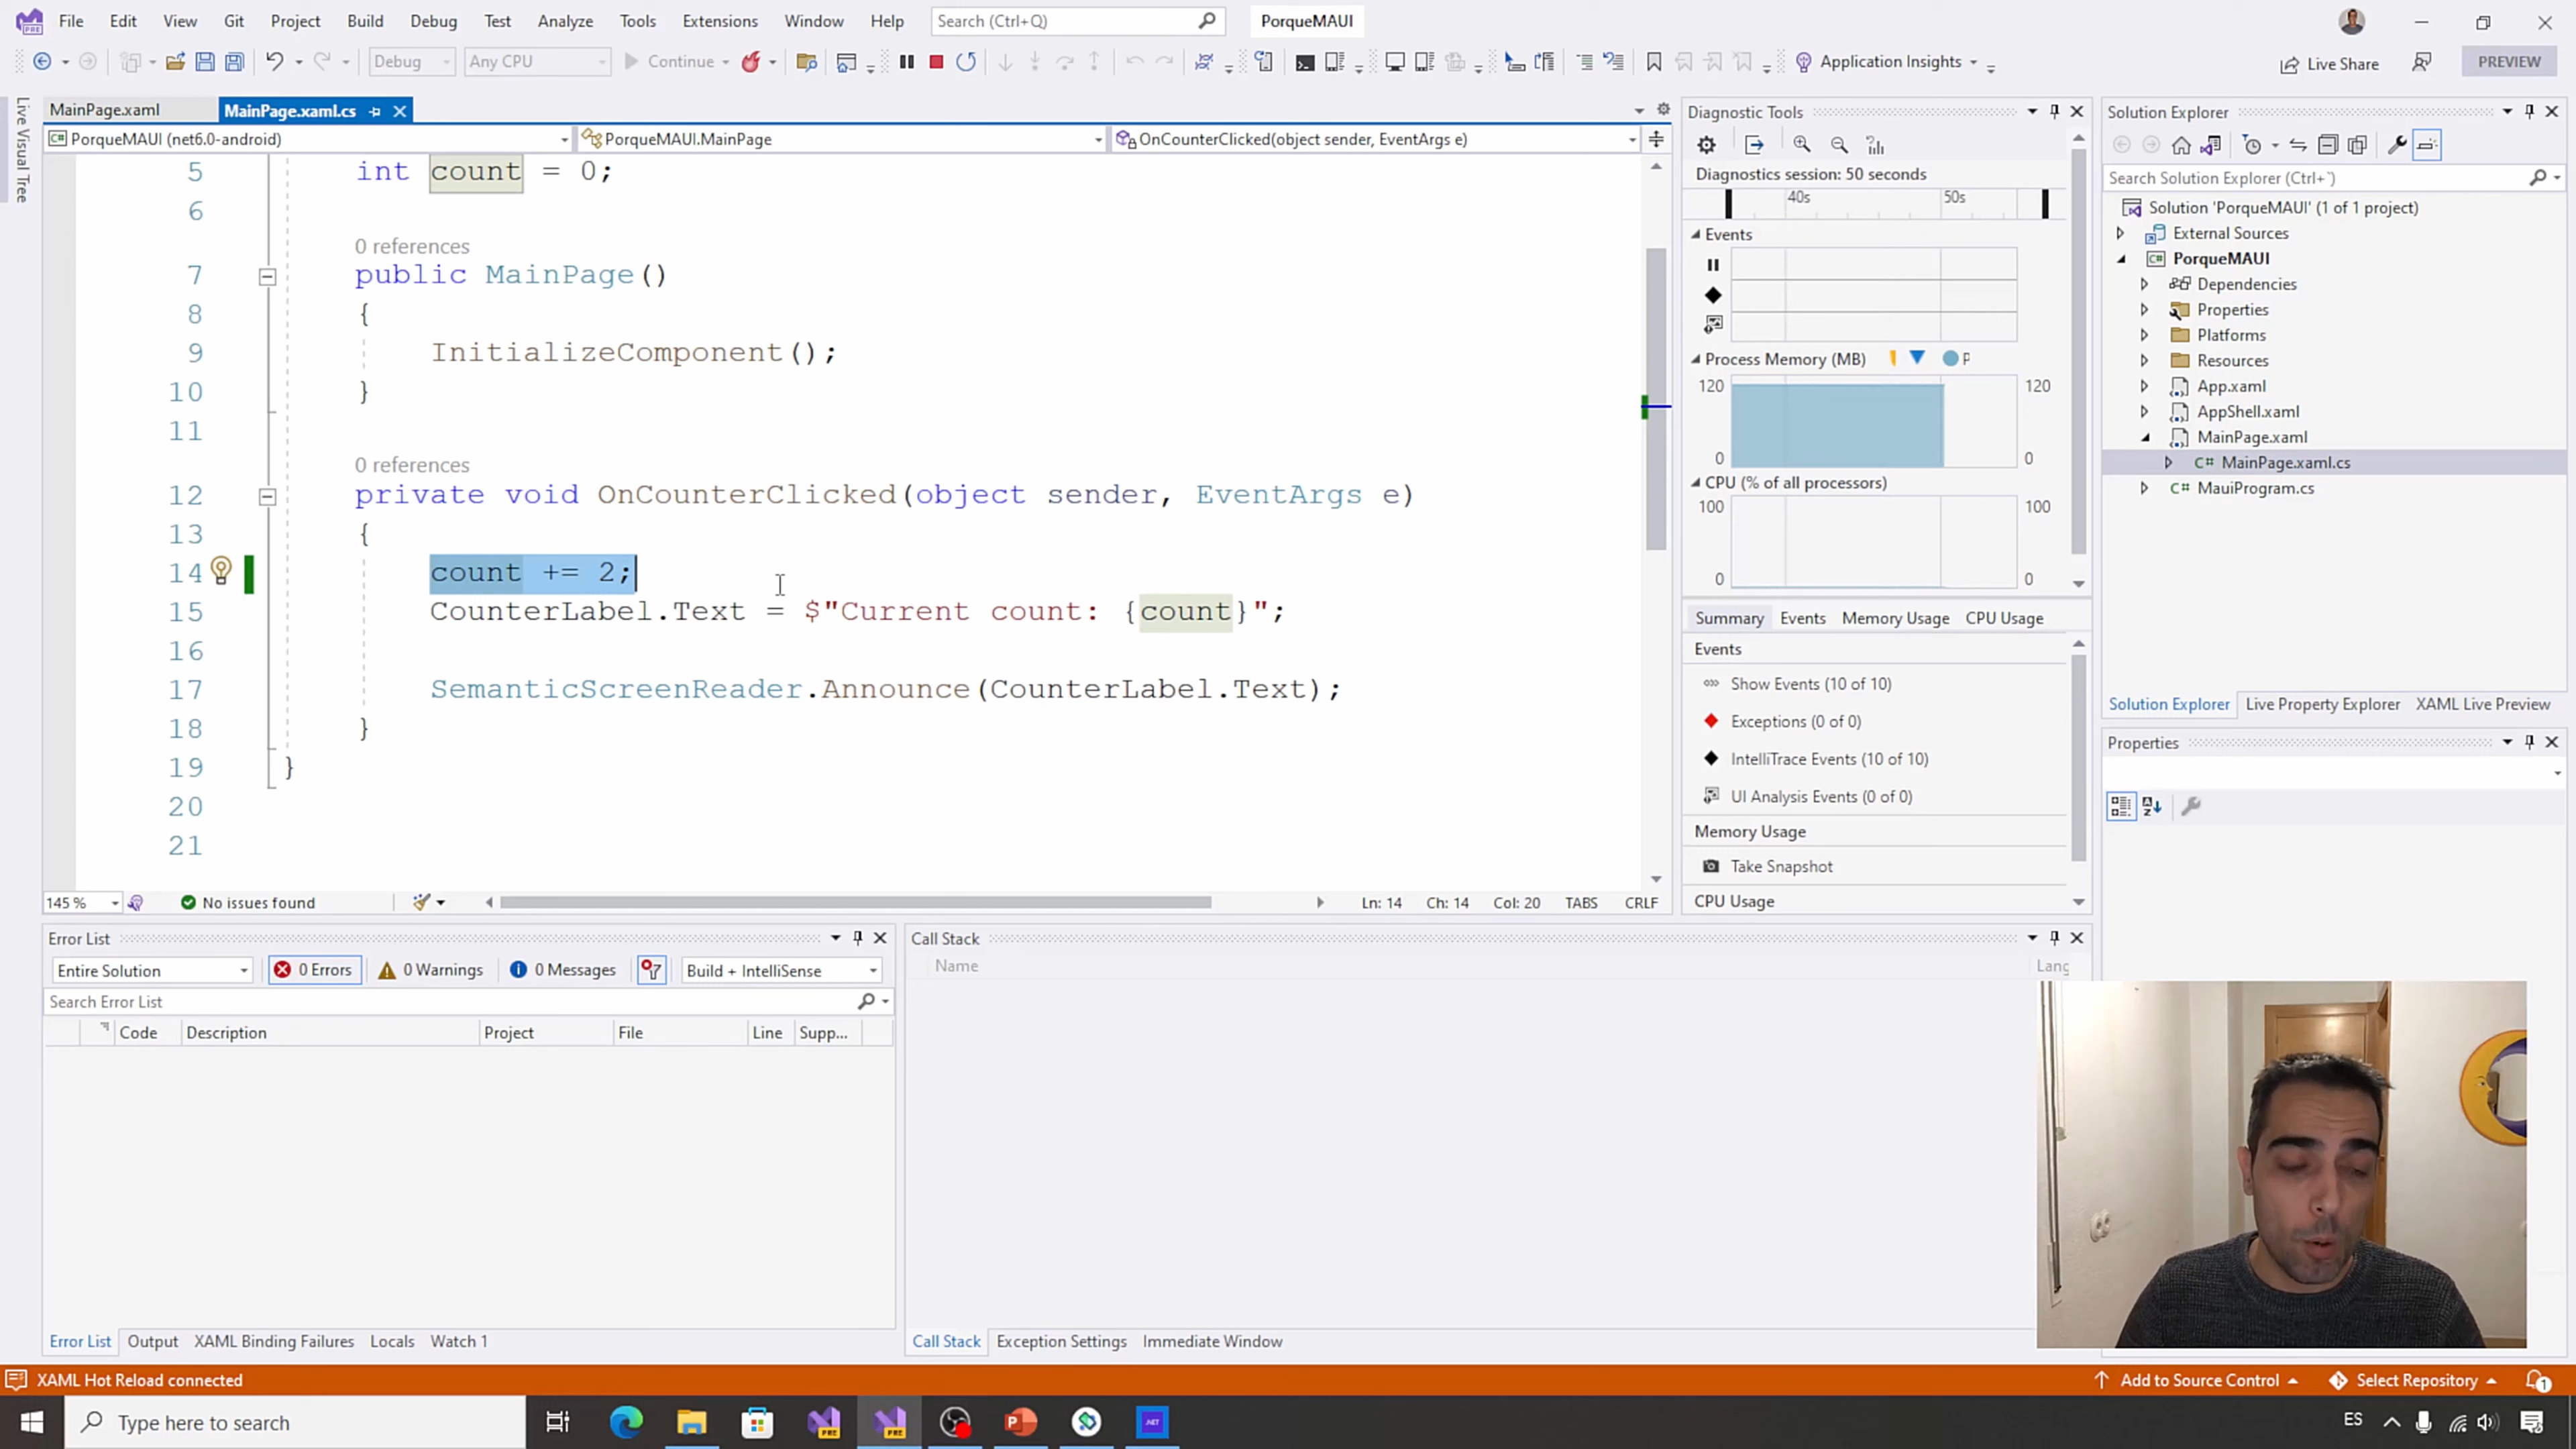 File Edit View Git Project Build Debug Test Analyze Tools Extensions Window Help Search (Ctrl+Q) PorqueMAUI
Debug Any CPU Continue Application Insights Live Share PREVIEW
Live Visual Tree
MainPage.xaml MainPage.xaml.cs
PorqueMAUI (net6.0-android) PorqueMAUI.MainPage OnCounterClicked(object sender, EventArgs e)
5 int count = 0;
6
0 references
7 public MainPage()
8 {
9 InitializeComponent();
10 }
11
0 references
12 private void OnCounterClicked(object sender, EventArgs e)
13 {
14 count += 2;
15 CounterLabel.Text = $"Current count: {count}";
16
17 SemanticScreenReader.Announce(CounterLabel.Text);
18 }
19 }
20
21
145 % No issues found Ln: 14 Ch: 14 Col: 20 TABS CRLF
Diagnostic Tools
Diagnostics session: 50 seconds
40s 50s
Events
Process Memory (MB) P
120 120
0 0
CPU (% of all processors)
100 100
0 0
Summary Events Memory Usage CPU Usage
Events
Show Events (10 of 10)
Exceptions (0 of 0)
IntelliTrace Events (10 of 10)
UI Analysis Events (0 of 0)
Memory Usage
Take Snapshot
CPU Usage
Solution Explorer
Search Solution Explorer (Ctrl+`)
Solution 'PorqueMAUI' (1 of 1 project)
External Sources
C# PorqueMAUI
Dependencies
Properties
Platforms
Resources
App.xaml
AppShell.xaml
MainPage.xaml
C# MainPage.xaml.cs
C# MauiProgram.cs
Solution Explorer Live Property Explorer XAML Live Preview
Properties
Error List
Entire Solution 0 Errors 0 Warnings 0 Messages Build + IntelliSense
Search Error List
Code Description Project File Line Supp...
Error List Output XAML Binding Failures Locals Watch 1
Call Stack
Name Lang
Call Stack Exception Settings Immediate Window
XAML Hot Reload connected Add to Source Control Select Repository 1
Type here to search PRE PRE P .NET ES